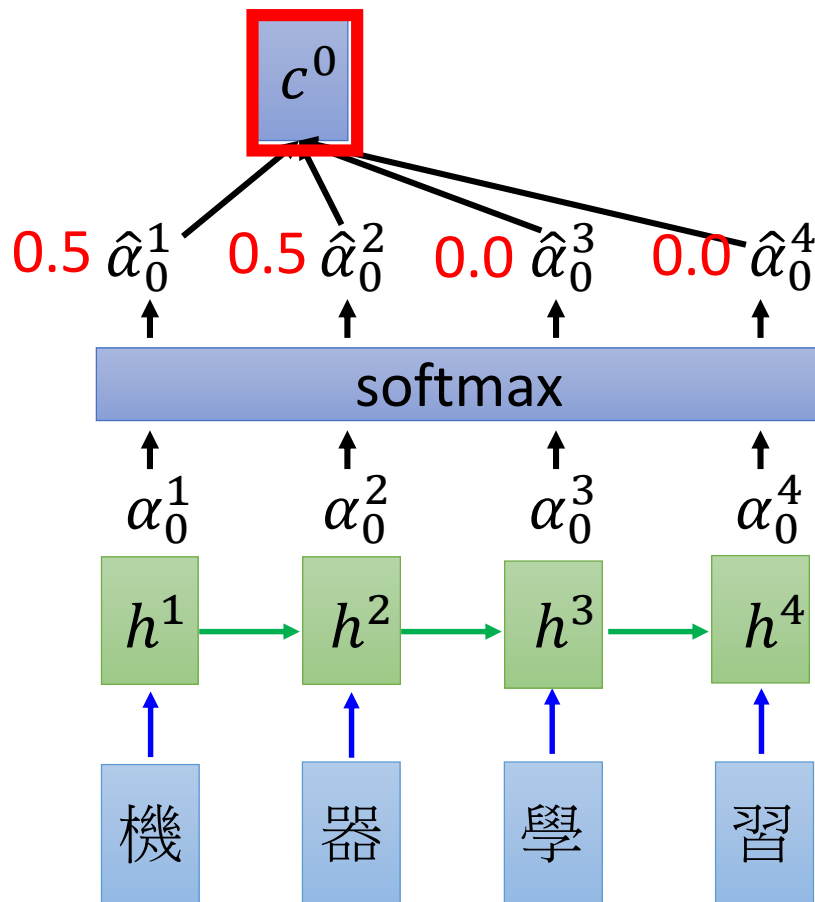 c⁰
0.5 α̂₀¹ 0.5 α̂₀² 0.0 α̂₀³ 0.0 α̂₀⁴
softmax
α₀¹ α₀² α₀³ α₀⁴
h¹ h² h³ h⁴
機 器 學 習